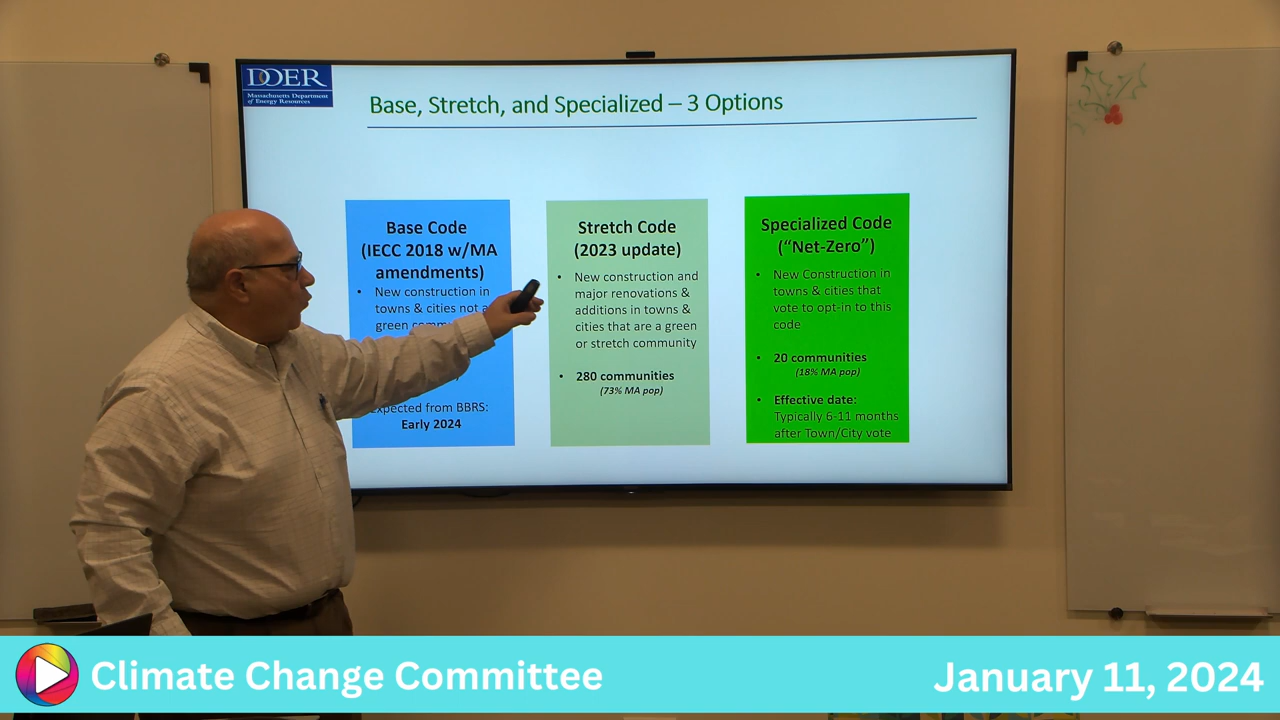 DOER
Massachusetts Department
of Energy Resources
Base, Stretch, and Specialized – 3 Options
Base Code
(IECC 2018 w/MA
amendments)
• New construction in
towns & cities not a
green
expected from BBRS:
Early 2024
Stretch Code
(2023 update)
• New construction and
major renovations &
additions in towns &
cities that are a green
or stretch community
• 280 communities
(73% MA pop)
Specialized Code
(“Net-Zero”)
• New Construction in
towns & cities that
vote to opt-in to this
code
• 20 communities
(18% MA pop)
• Effective date:
Typically 6-11 months
after Town/City vote
Climate Change Committee
January 11, 2024